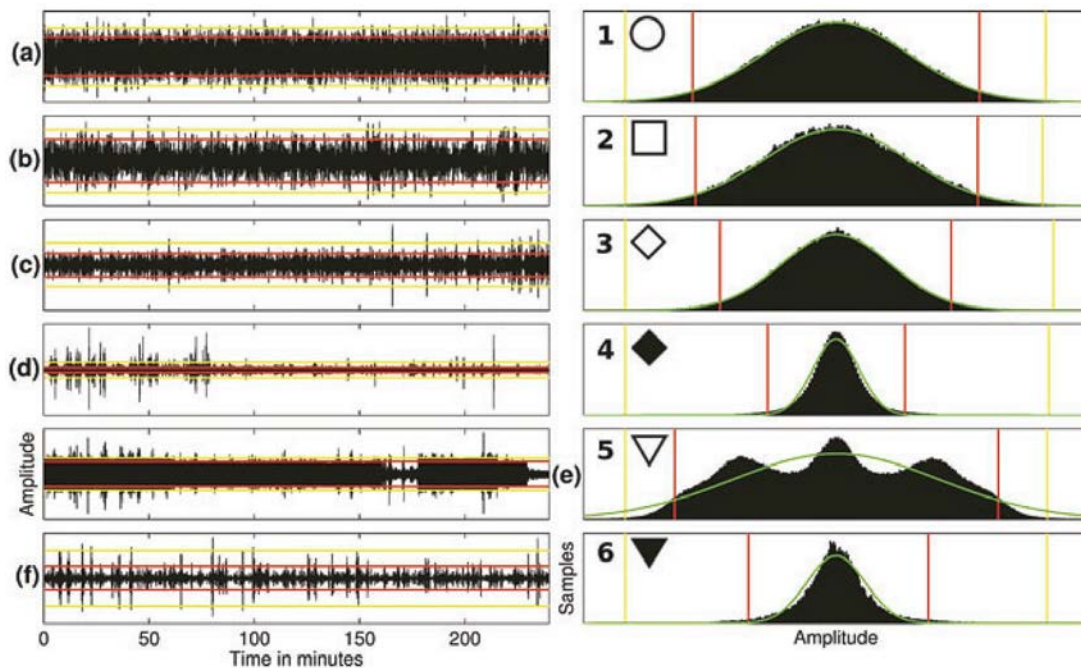 (a)
1
(b)
2
(c)
3
(d)
4
Amplitude
(e)
5
(f)
Samples
6
0 50 100 150 200
Time in minutes
Amplitude